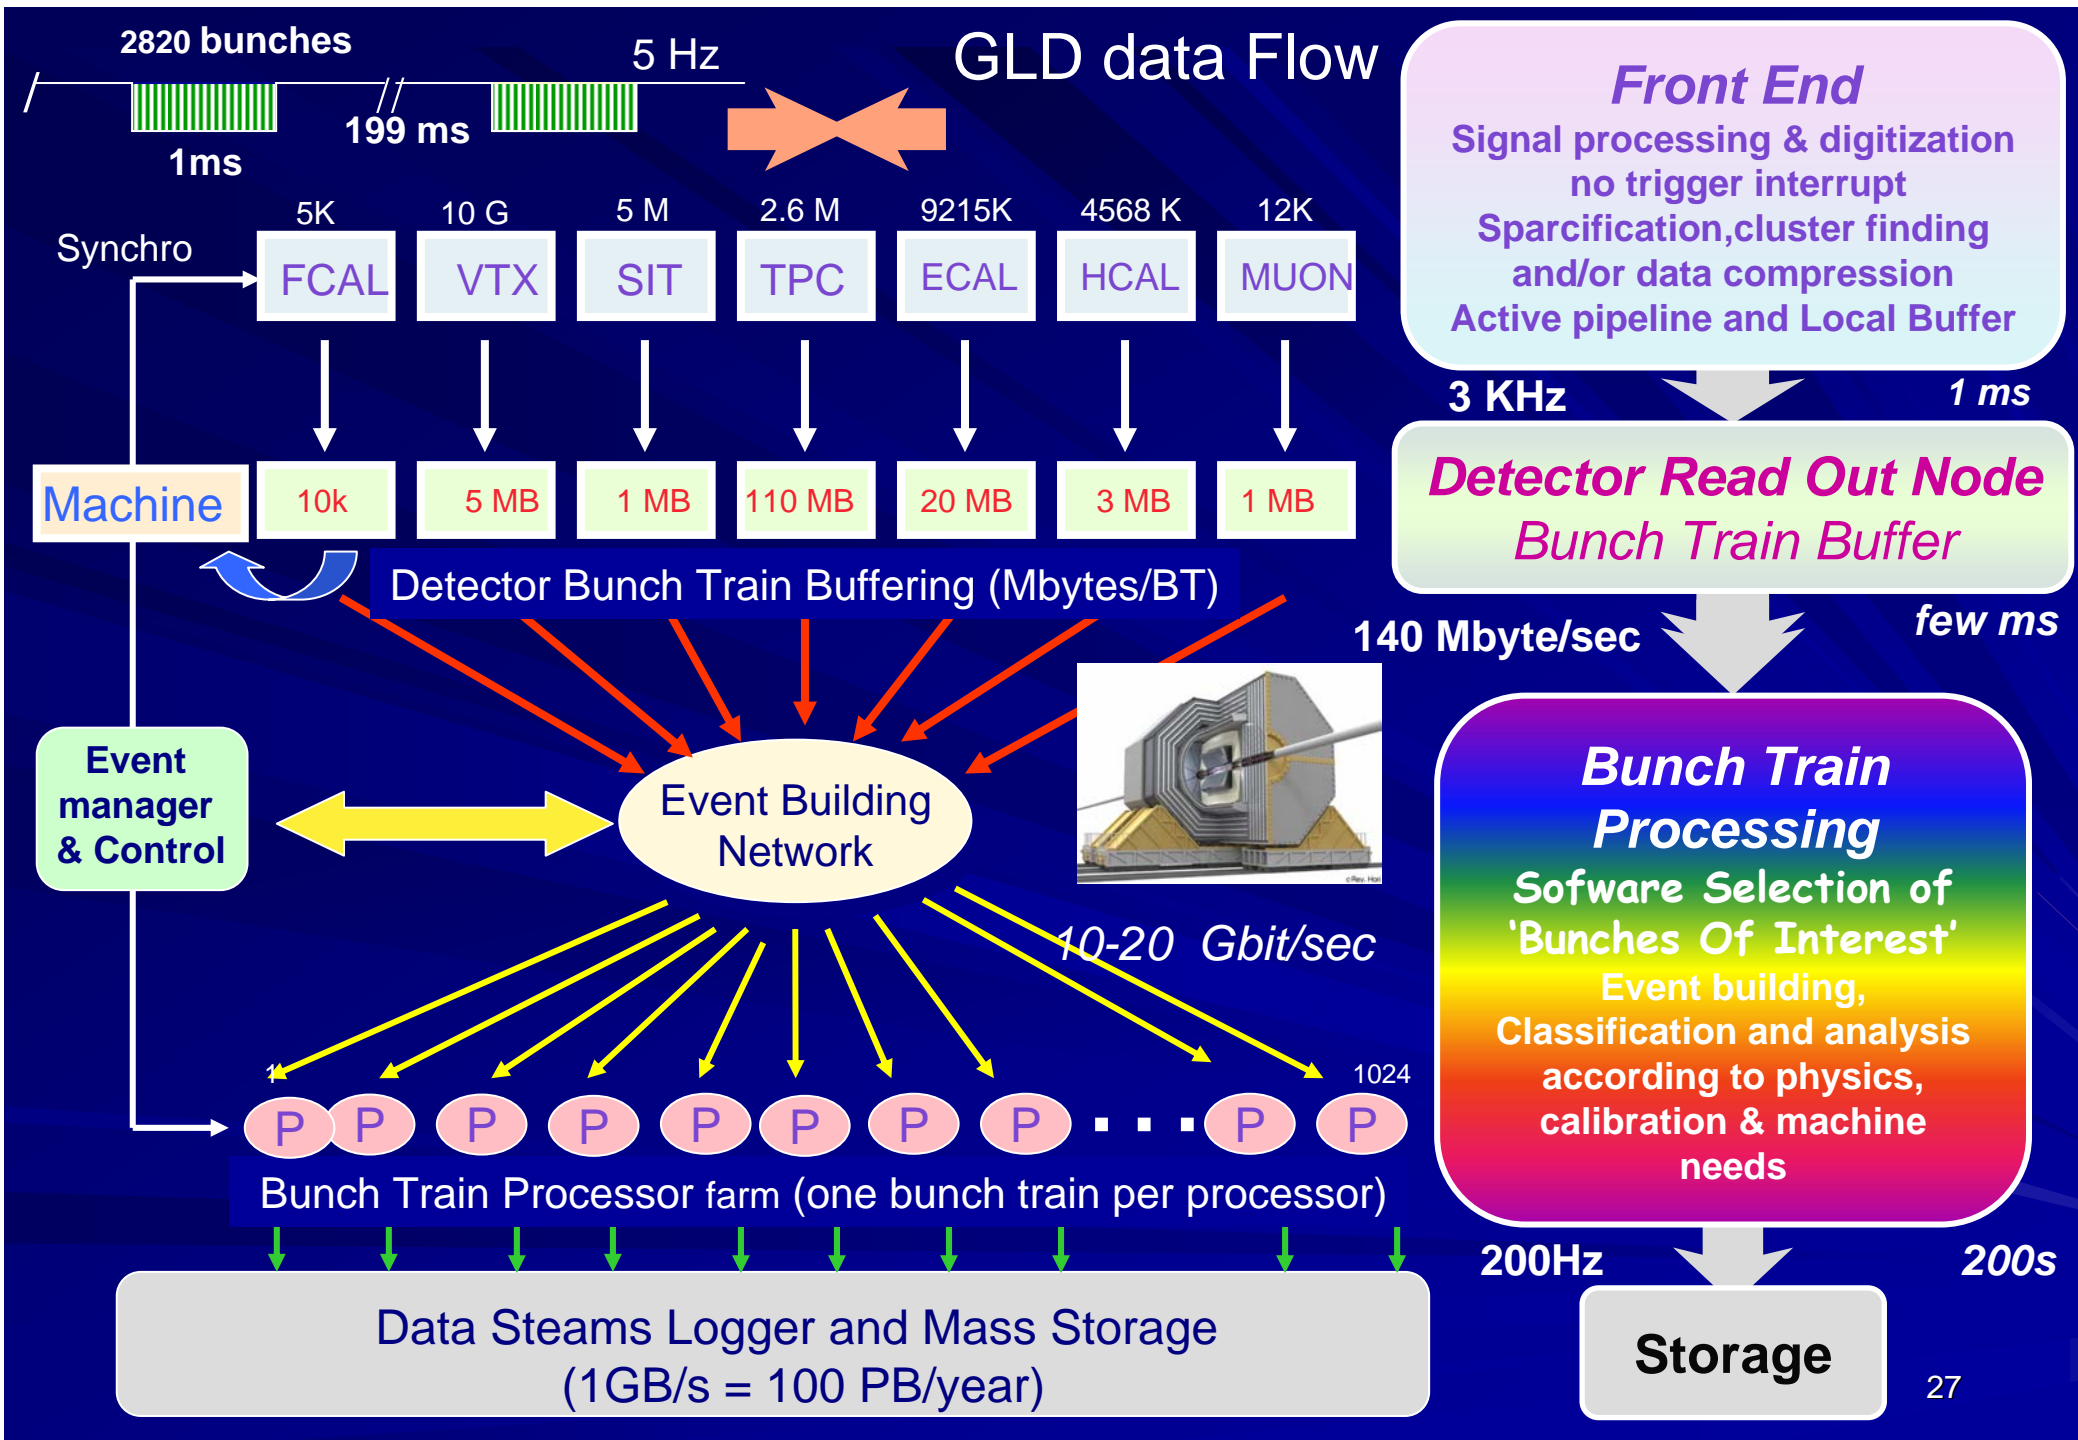 2820 bunches
5 Hz
GLD data Flow
199 ms
1ms
5K
10 G
5 M
2.6 M
9215K
4568 K
12K
Synchro
FCAL
VTX
SIT
TPC
ECAL
HCAL
MUON
Machine
10k
5 MB
1 MB
110 MB
20 MB
3 MB
1 MB
Detector Bunch Train Buffering (Mbytes/BT)
Event
manager
& Control
Event Building
Network
10-20 Gbit/sec
1
1024
P P P P P P P P . . . P P
Bunch Train Processor farm (one bunch train per processor)
Data Steams Logger and Mass Storage
(1GB/s = 100 PB/year)
Front End
Signal processing & digitization
no trigger interrupt
Sparcification,cluster finding
and/or data compression
Active pipeline and Local Buffer
3 KHz
1 ms
Detector Read Out Node
Bunch Train Buffer
140 Mbyte/sec
few ms
Bunch Train
Processing
Sofware Selection of
‘Bunches Of Interest’
Event building,
Classification and analysis
according to physics,
calibration & machine
needs
200Hz
200s
Storage
27